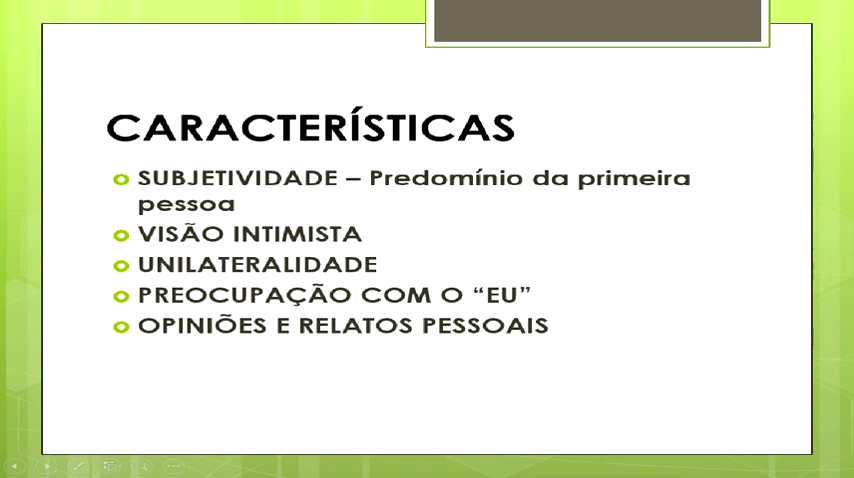 CARACTERÍSTICAS
SUBJETIVIDADE – Predomínio da primeira
pessoa
VISÃO INTIMISTA
UNILATERALIDADE
PREOCUPAÇÃO COM O “EU”
OPINIÕES E RELATOS PESSOAIS